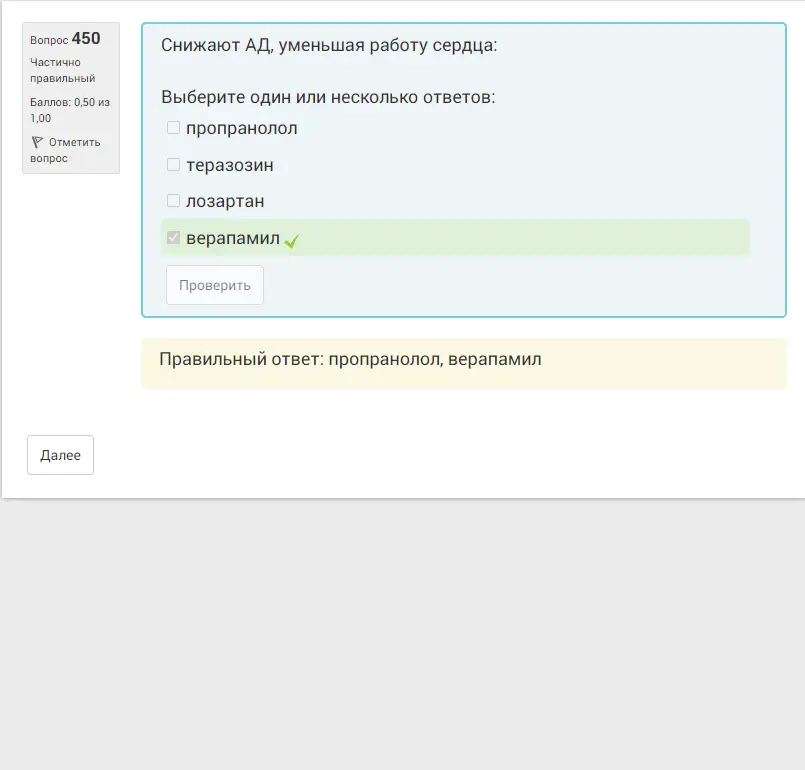 Вопрос 450
Частично
правильный
Баллов: 0,50 из
1,00
Отметить
вопрос
Снижают АД, уменьшая работу сердца:
Выберите один или несколько ответов:
пропранолол
теразозин
лозартан
верапамил
Проверить
Правильный ответ: пропранолол, верапамил
Далее